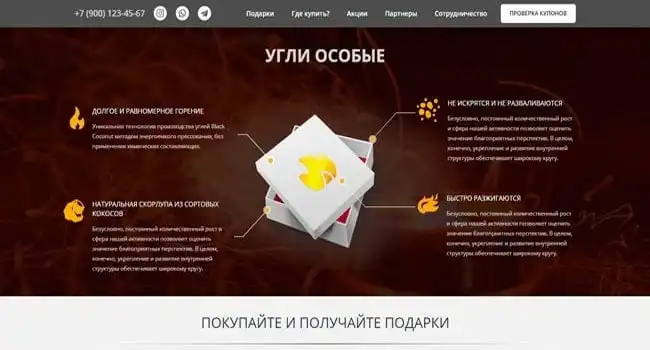 +7 (900) 123-45-67 Подарки Где купить? Акции Партнеры Сотрудничество ПРОВЕРКА КУПОНОВ
УГЛИ ОСОБЫЕ
ДОЛГОЕ И РАВНОМЕРНОЕ ГОРЕНИЕ
Уникальная технология производства углей Black
Coconut методом энергоемкого прессования, без
применения химических составляющих.
НЕ ИСКРЯТСЯ И НЕ РАЗВАЛИВАЮТСЯ
Безусловно, постоянный количественный рост
и сфера нашей активности позволяет оценить
значение благоприятных перспектив. В целом,
конечно, укрепление и развитие внутренней
структуры обеспечивает широкому кругу.
НАТУРАЛЬНАЯ СКОРЛУПА ИЗ СОРТОВЫХ
КОКОСОВ
Безусловно, постоянный количественный рост
и сфера нашей активности позволяет оценить
значение благоприятных перспектив. В целом,
конечно, укрепление и развитие внутренней
структуры обеспечивает широкому кругу.
БЫСТРО РАЗЖИГАЮТСЯ
Безусловно, постоянный количественный рост
и сфера нашей активности позволяет оценить
значение благоприятных перспектив. В целом,
конечно, укрепление и развитие внутренней
структуры обеспечивает широкому кругу.
ПОКУПАЙТЕ И ПОЛУЧАЙТЕ ПОДАРКИ